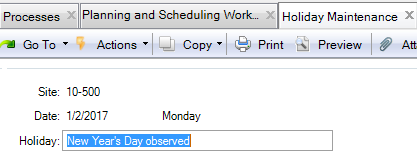 Processes Planning and Scheduling Work... Holiday Maintenance
Go To Actions Copy Print Preview
Site: 10-500
Date: 1/2/2017 Monday
Holiday: New Year's Day observed